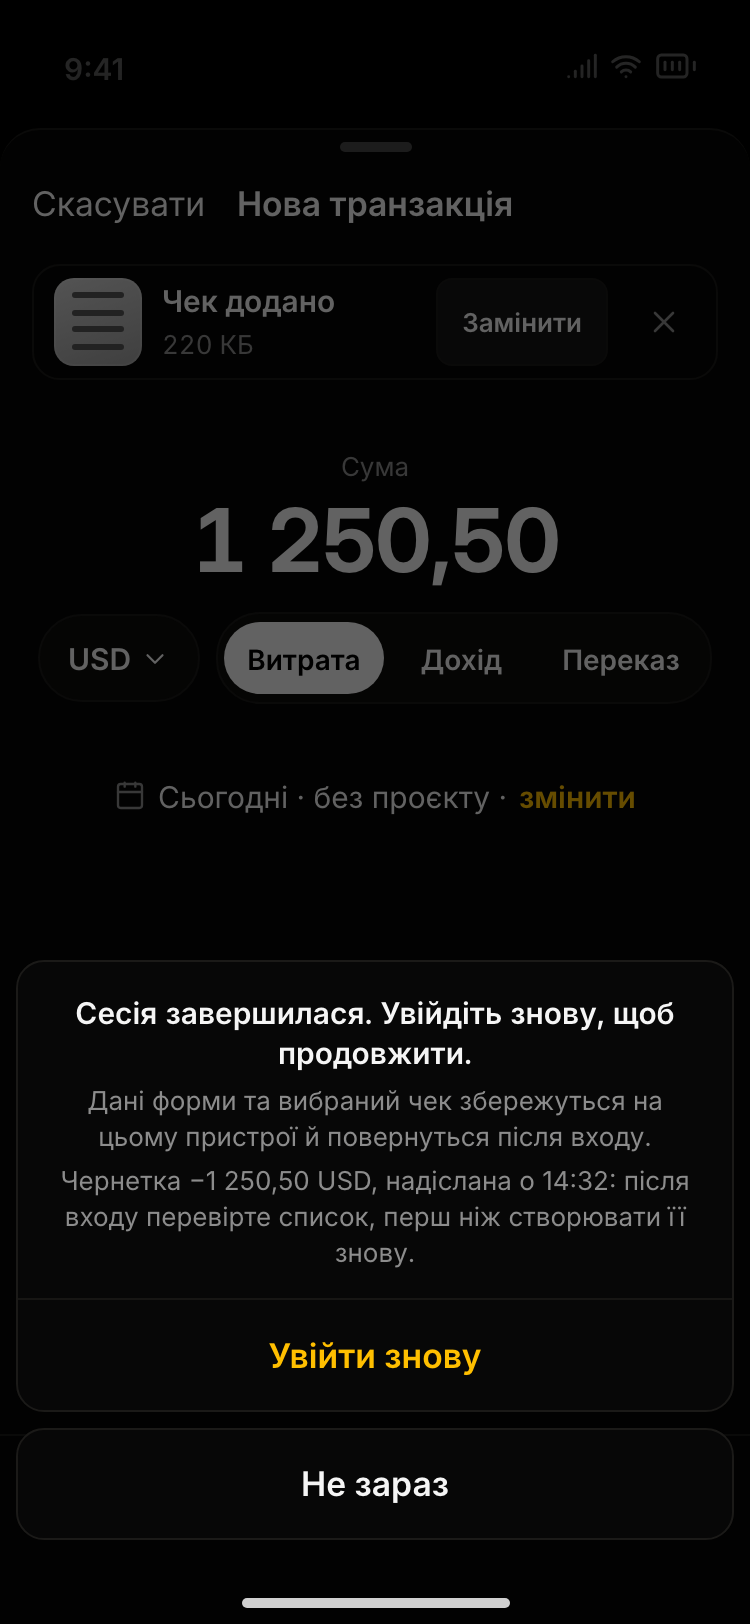 9:41
Скасувати Нова транзакція
Чек додано
220 КБ
Замінити
Сума
1 250,50
USD Витрата Дохід Переказ
Сьогодні · без проєкту · змінити
Сесія завершилася. Увійдіть знову, щоб
продовжити.
Дані форми та вибраний чек збережуться на
цьому пристрої й повернуться після входу.
Чернетка −1 250,50 USD, надіслана о 14:32: після
входу перевірте список, перш ніж створювати її
знову.
Увійти знову
Не зараз